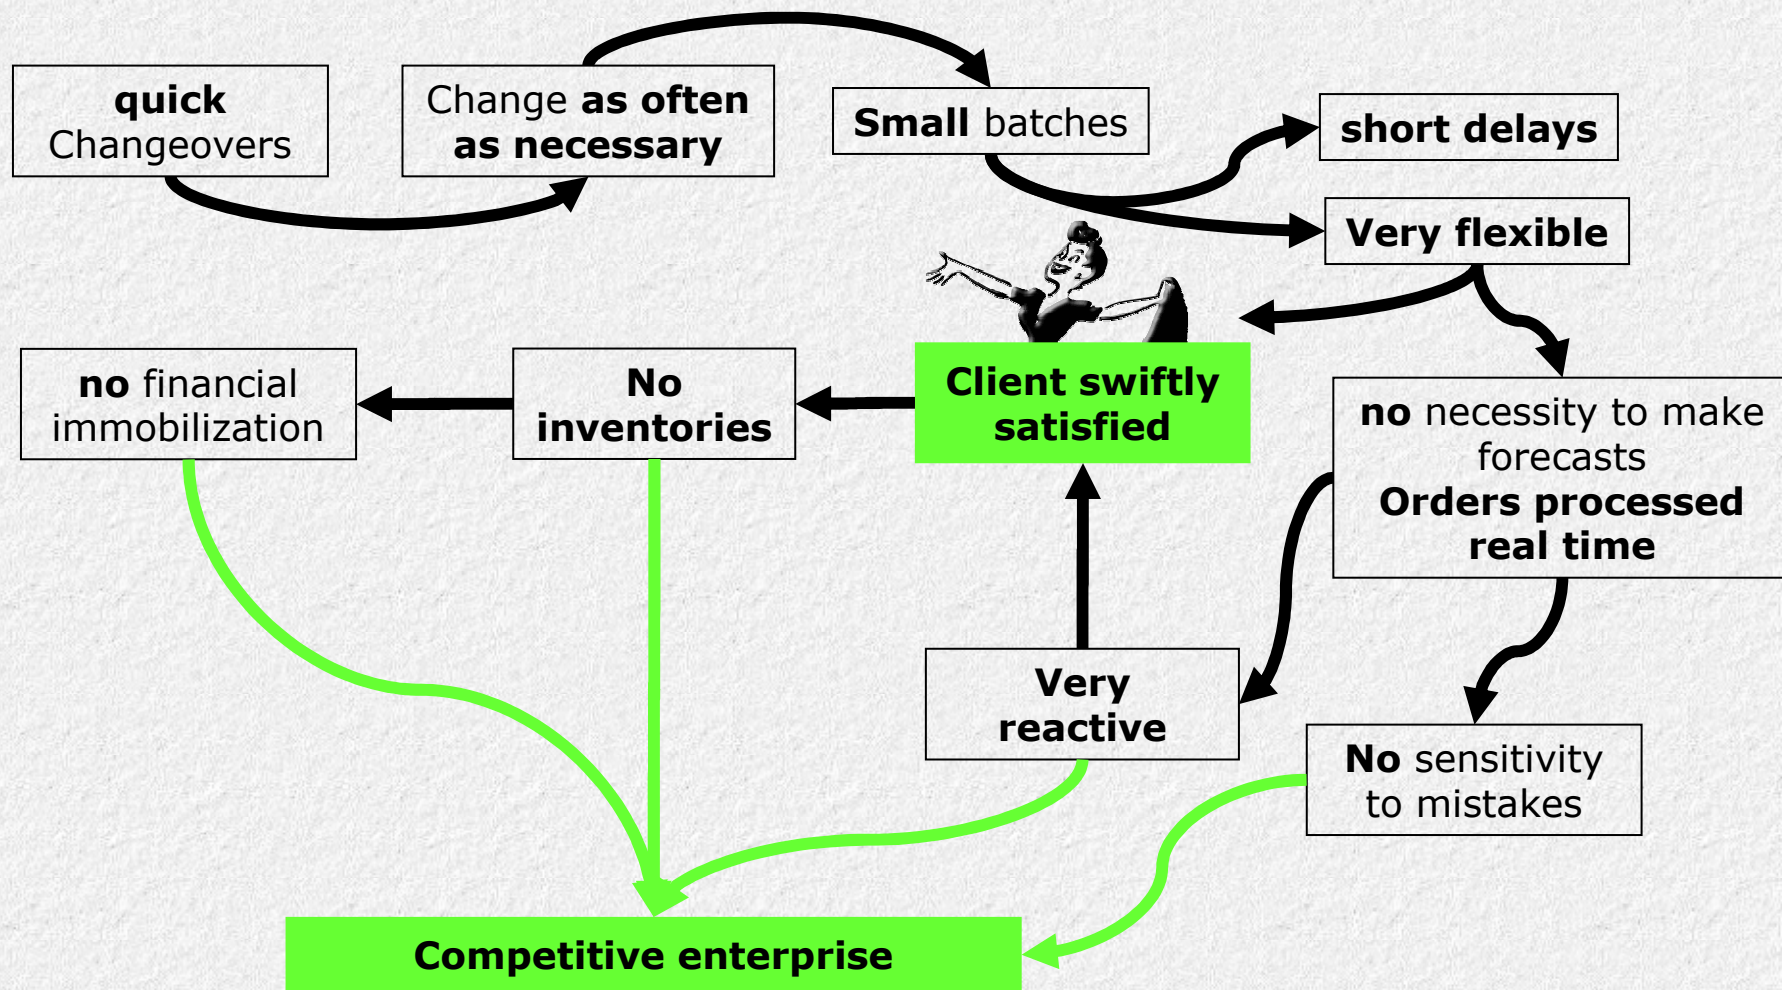 quick
Changeovers
Change as often
as necessary
Small batches
short delays
Very flexible
no financial
immobilization
No
inventories
Client swiftly
satisfied
no necessity to make
forecasts
Orders processed
real time
Very
reactive
No sensitivity
to mistakes
Competitive enterprise